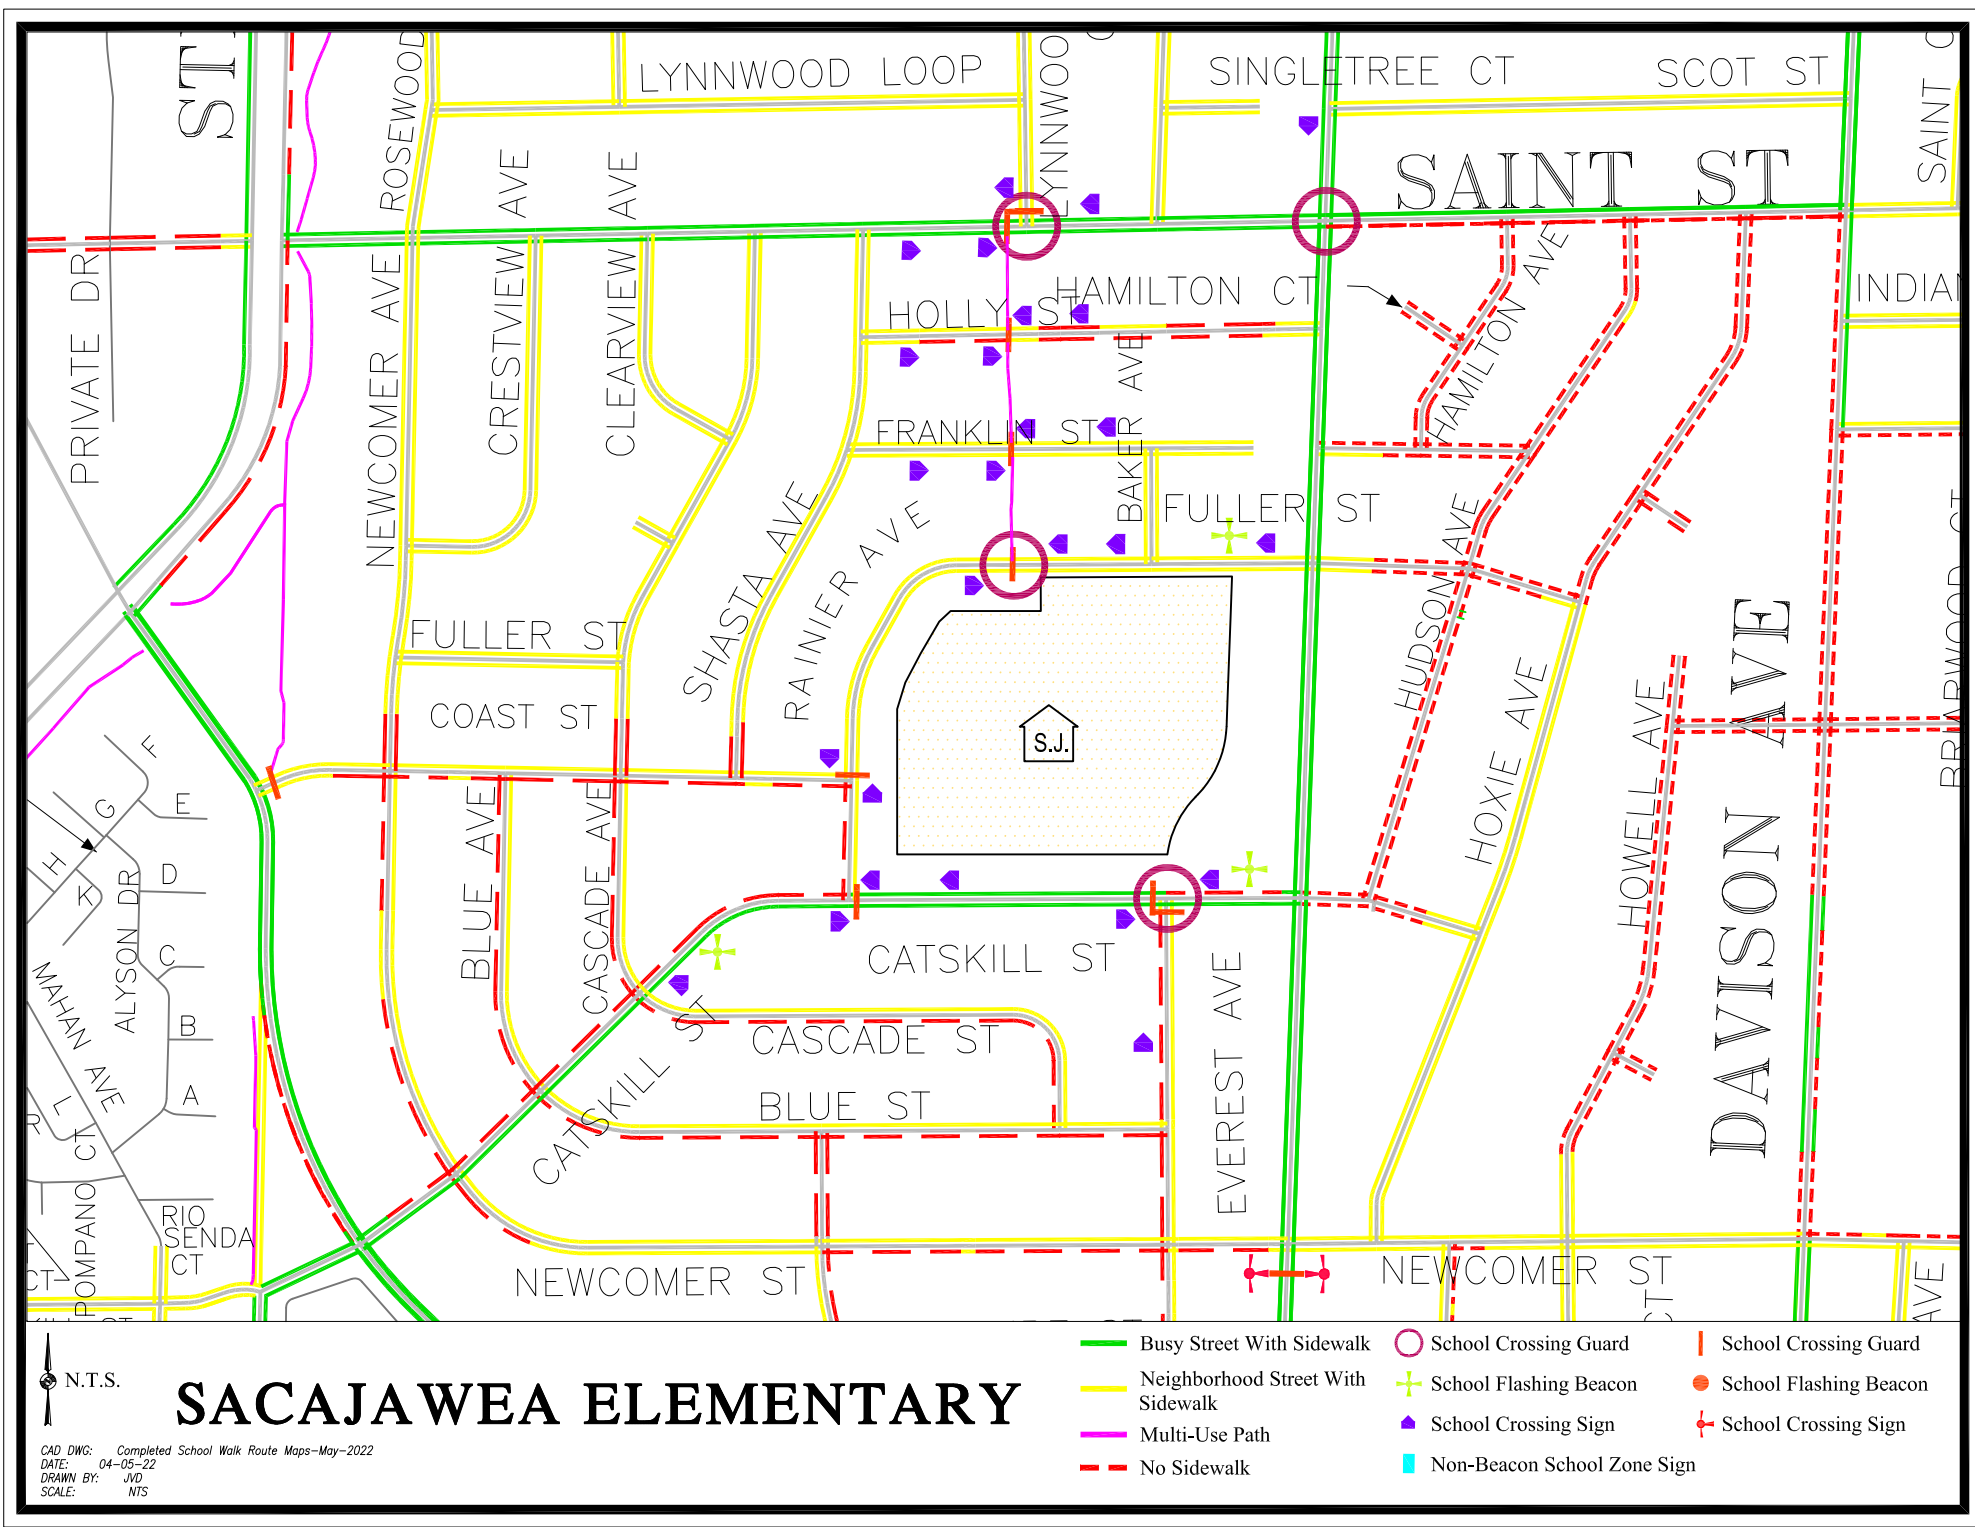 ST
ROSEWOOD
LYNNWOOD LOOP
LYNNWOO
SINGLETREE CT
SCOT ST
SAINT C
SAINT ST
PRIVATE DR
NEWCOMER AVE
CRESTVIEW AVE
CLEARVIEW AVE
HOLLY ST
HAMILTON CT
HAMILTON AVE
INDIAN
FRANKLIN ST
BAKER AVE
FULLER ST
SHASTA AVE
RAINIER AVE
HUDSON AVE
FULLER ST
COAST ST
S.J.
HOXIE AVE
HOWELL AVE
DAVISON AVE
BRIARWOOD CT
F
G
E
H
K
D
ALYSON DR
C
B
A
MAHAN AVE
L
R
POMPANO CT
RIO
SENDA
CT
CT
BLUE AVE
CASCADE AVE
CATSKILL ST
CATSKILL ST
CASCADE ST
BLUE ST
EVEREST AVE
NEWCOMER ST
NEWCOMER ST
CT
AVE
N.T.S.
SACAJAWEA ELEMENTARY
CAD DWG: Completed School Walk Route Maps-May-2022
DATE: 04-05-22
DRAWN BY: JVD
SCALE: NTS
Busy Street With Sidewalk
Neighborhood Street With
Sidewalk
Multi-Use Path
No Sidewalk
School Crossing Guard
School Flashing Beacon
School Crossing Sign
Non-Beacon School Zone Sign
School Crossing Guard
School Flashing Beacon
School Crossing Sign